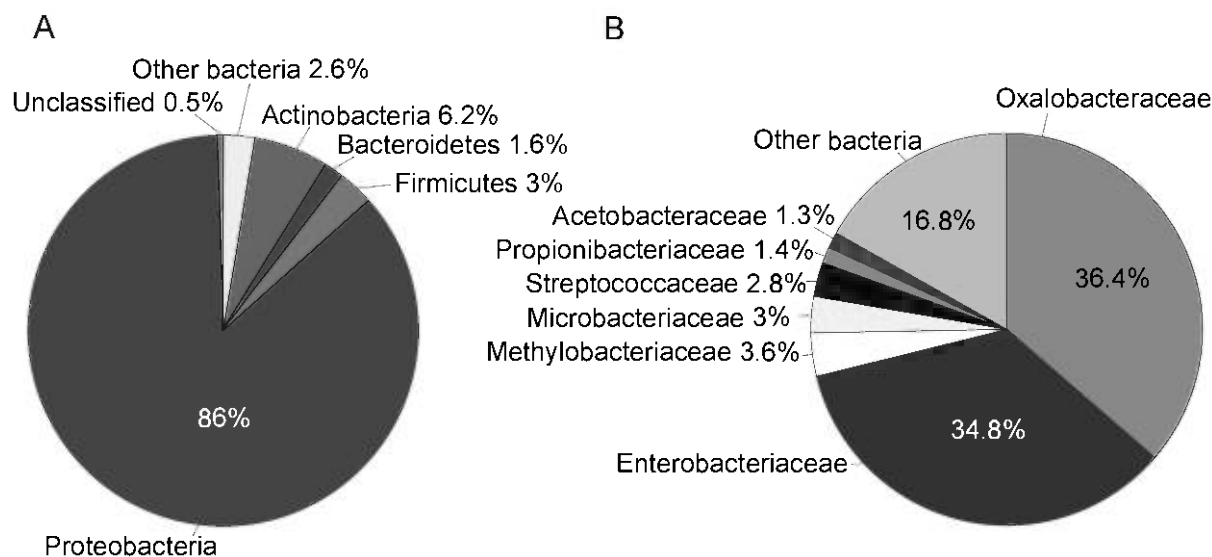 A
Other bacteria 2.6%
Unclassified 0.5%
Actinobacteria 6.2%
Bacteroidetes 1.6%
Firmicutes 3%
86%
Proteobacteria
B
Oxalobacteraceae
Other bacteria
Acetobacteraceae 1.3%
16.8%
Propionibacteriaceae 1.4%
36.4%
Streptococcaceae 2.8%
Microbacteriaceae 3%
Methylobacteriaceae 3.6%
34.8%
Enterobacteriaceae